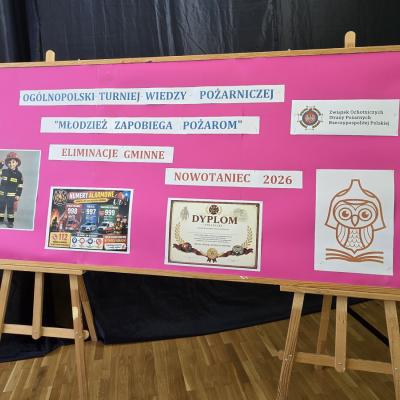 OGÓLNOPOLSKI TURNIEJ WIEDZY POŻARNICZEJ
"MŁODZIEŻ ZAPOBIEGA POŻAROM"
Związek Ochotniczych
Straży Pożarnych
Rzeczypospolitej Polskiej
ELIMINACJE GMINNE
NOWOTANIEC 2026
NUMERY ALARMOWE
998 997 999
112
DYPLOM